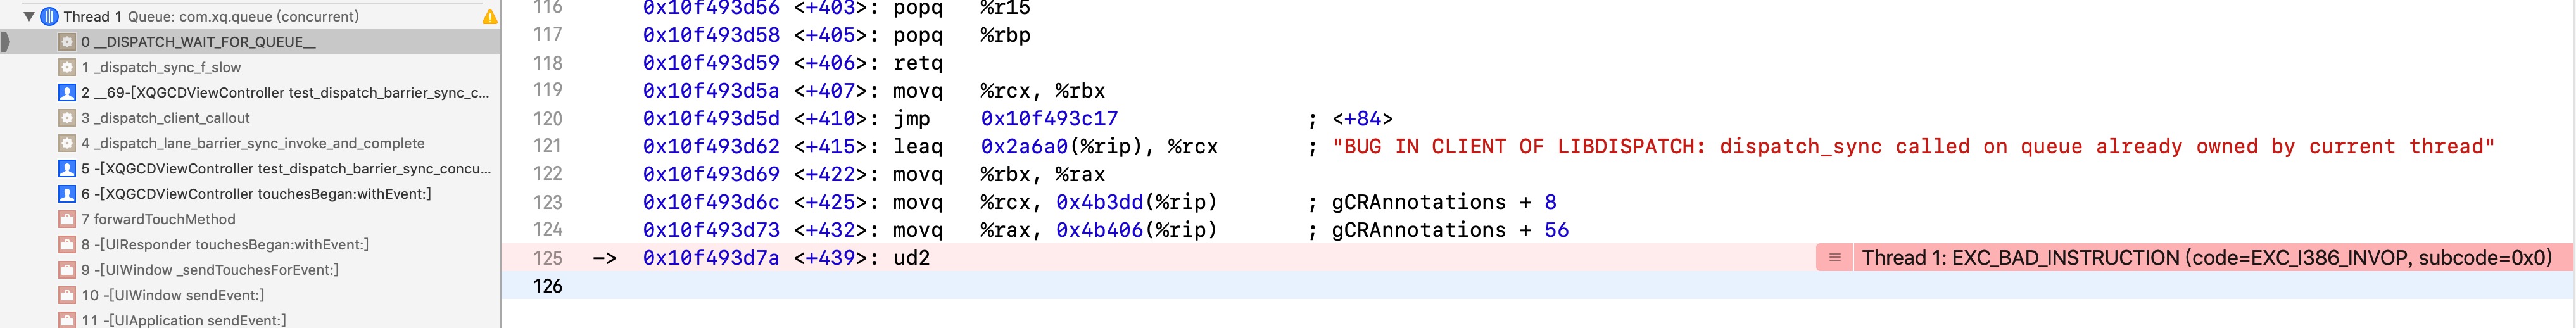 Thread 1 Queue: com.xq.queue (concurrent)
0 __DISPATCH_WAIT_FOR_QUEUE__
1 _dispatch_sync_f_slow
2 __69-[XQGCDViewController test_dispatch_barrier_sync_c...
3 _dispatch_client_callout
4 _dispatch_lane_barrier_sync_invoke_and_complete
5 -[XQGCDViewController test_dispatch_barrier_sync_concu...
6 -[XQGCDViewController touchesBegan:withEvent:]
7 forwardTouchMethod
8 -[UIResponder touchesBegan:withEvent:]
9 -[UIWindow _sendTouchesForEvent:]
10 -[UIWindow sendEvent:]
11 -[UIApplication sendEvent:]
116 0x10f493d56 <+403>: popq %r15
117 0x10f493d58 <+405>: popq %rbp
118 0x10f493d59 <+406>: retq
119 0x10f493d5a <+407>: movq %rcx, %rbx
120 0x10f493d5d <+410>: jmp 0x10f493c17 ; <+84>
121 0x10f493d62 <+415>: leaq 0x2a6a0(%rip), %rcx ; "BUG IN CLIENT OF LIBDISPATCH: dispatch_sync called on queue already owned by current thread"
122 0x10f493d69 <+422>: movq %rbx, %rax
123 0x10f493d6c <+425>: movq %rcx, 0x4b3dd(%rip) ; gCRAnnotations + 8
124 0x10f493d73 <+432>: movq %rax, 0x4b406(%rip) ; gCRAnnotations + 56
125 -> 0x10f493d7a <+439>: ud2 Thread 1: EXC_BAD_INSTRUCTION (code=EXC_I386_INVOP, subcode=0x0)
126